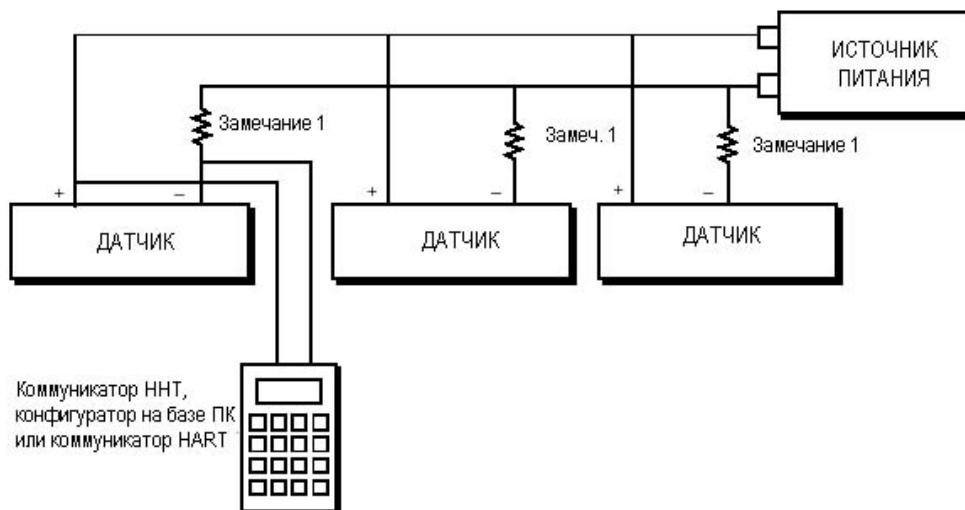 ИСТОЧНИК
ПИТАНИЯ
Замечание 1
Замеч. 1
Замечание 1
+
–
+
–
+
–
ДАТЧИК
ДАТЧИК
ДАТЧИК
Коммуникатор ННТ,
конфигуратор на базе ПК
или коммуникатор HART